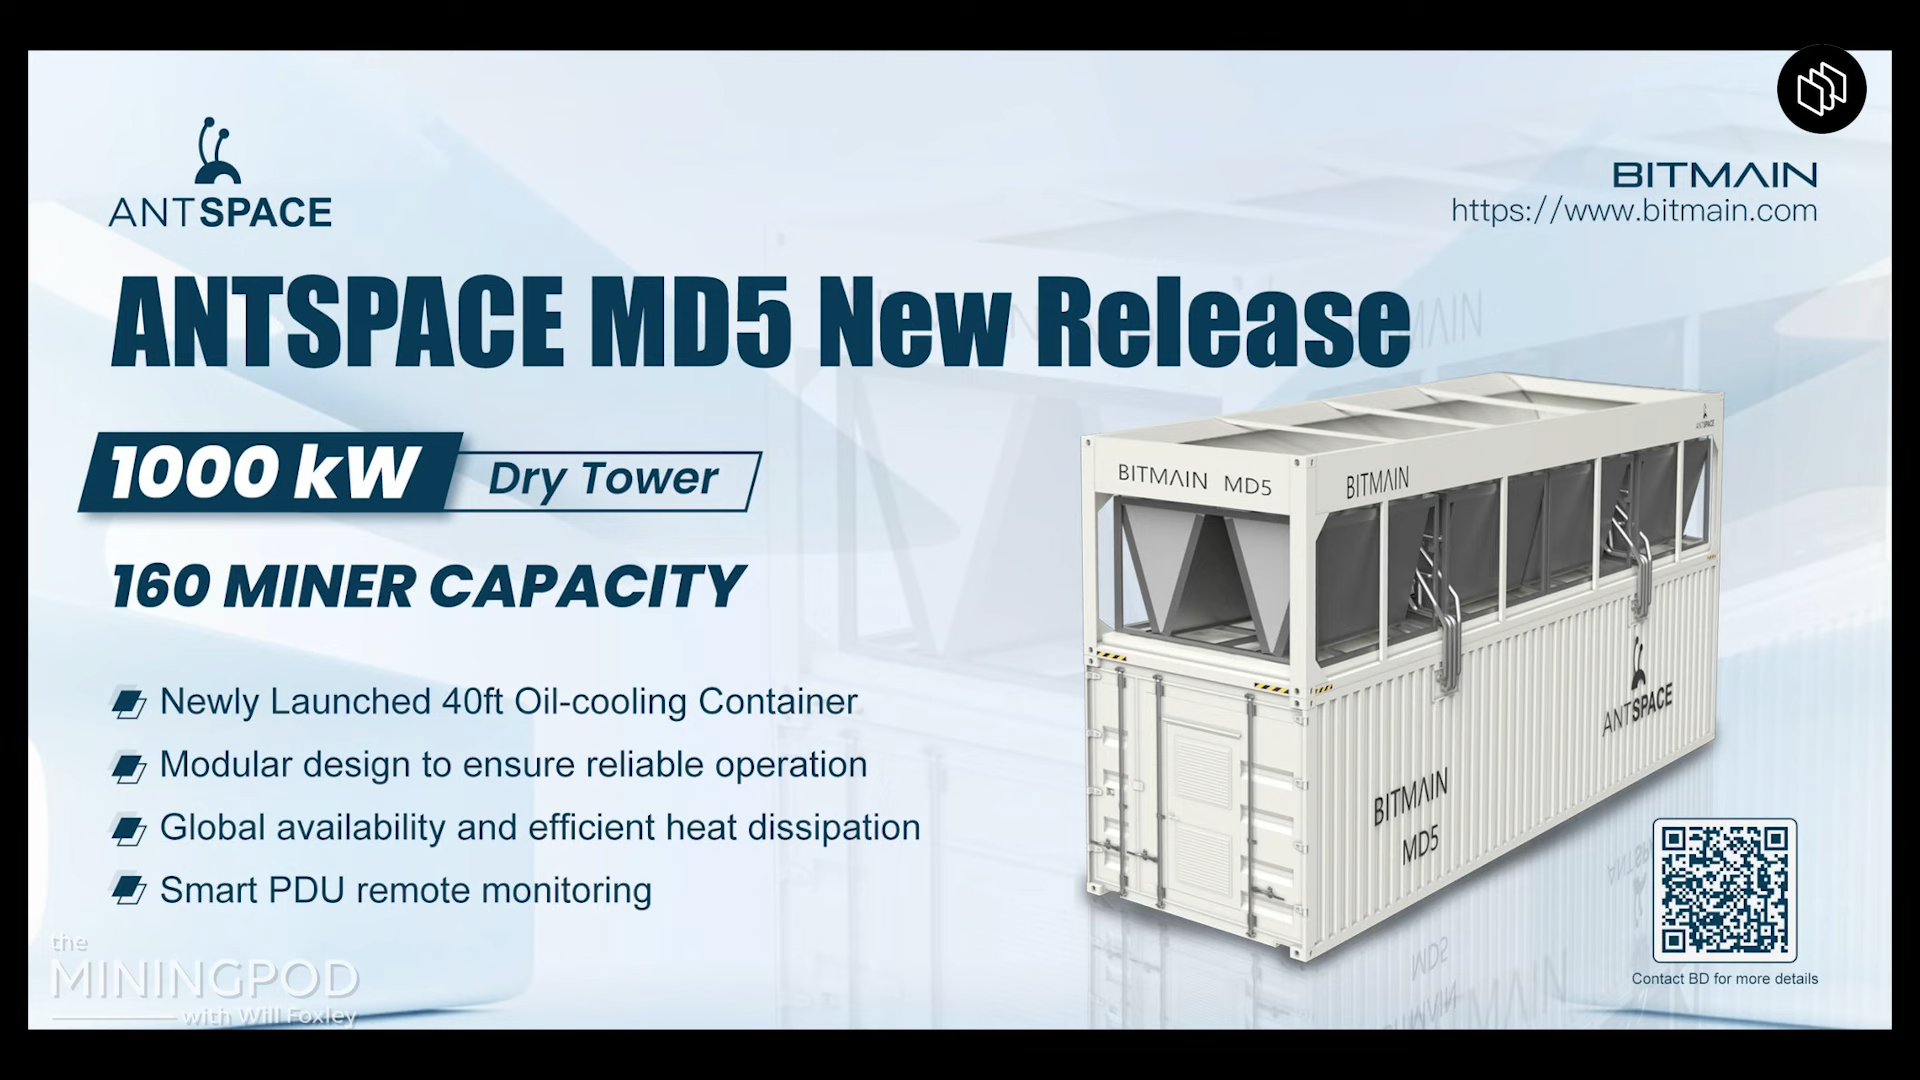 ANTSPACE
BITMAIN
https://www.bitmain.com
ANTSPACE MD5 New Release
1000 kW Dry Tower
160 MINER CAPACITY
Newly Launched 40ft Oil-cooling Container
Modular design to ensure reliable operation
Global availability and efficient heat dissipation
Smart PDU remote monitoring
BITMAIN MD5
BITMAIN
ANTSPACE
ANTSPACE
BITMAIN
MD5
Contact BD for more details
the
MININGPOD
with Will Foxley